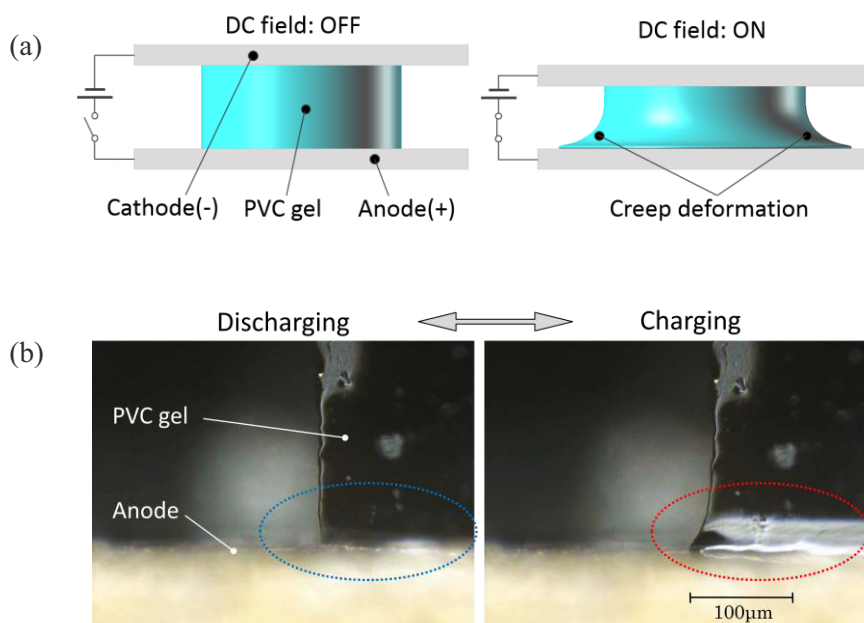 (a)
DC field: OFF
DC field: ON
Cathode(-)
PVC gel
Anode(+)
Creep deformation
(b)
Discharging
Charging
PVC gel
Anode
100μm